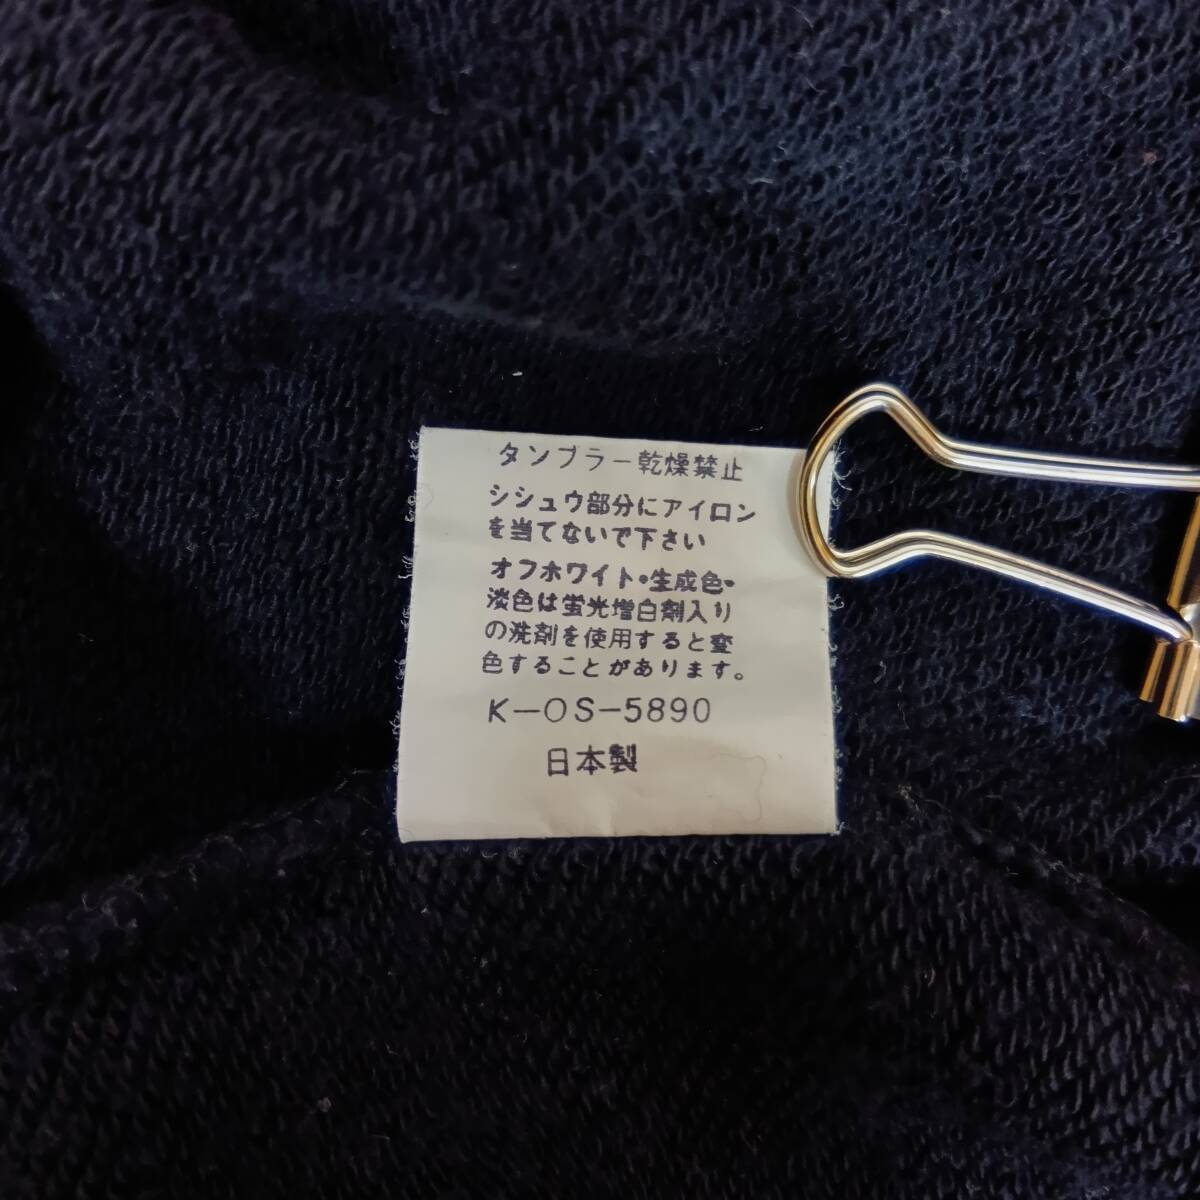 タンブラー乾燥禁止
シシュウ部分にアイロン
を当てないで下さい
オフホワイト・生成色・
淡色は蛍光増白剤入り
の洗剤を使用すると変
色することがあります。
K-OS-5890
日本製